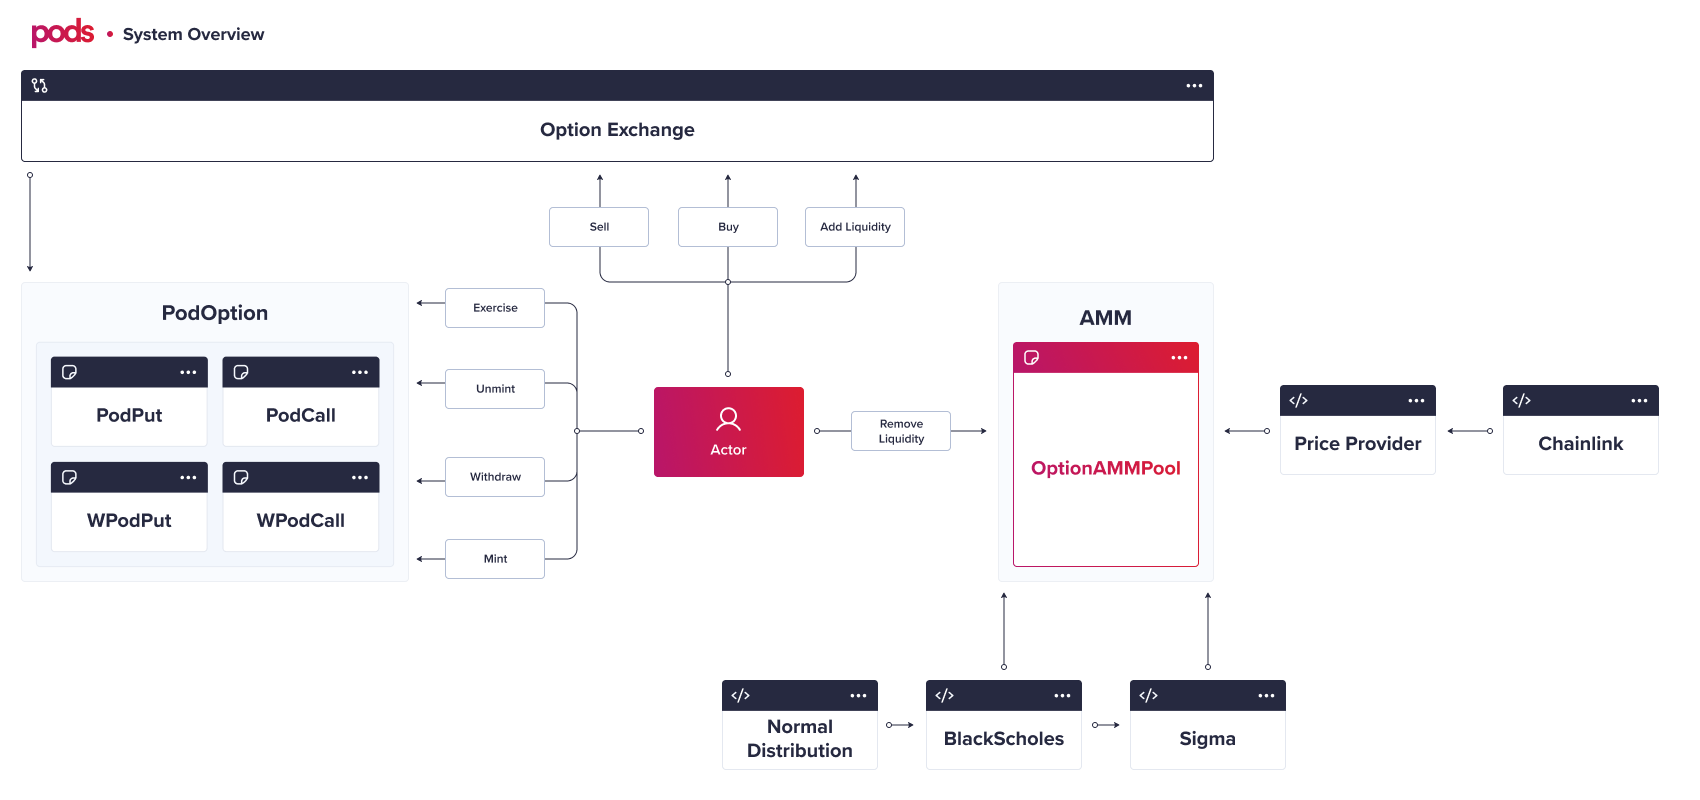 pods • System Overview
Option Exchange
Sell
Buy
Add Liquidity
PodOption
PodPut
PodCall
WPodPut
WPodCall
Exercise
Unmint
Withdraw
Mint
Actor
Remove
Liquidity
AMM
OptionAMMPool
Price Provider
Chainlink
Normal
Distribution
BlackScholes
Sigma